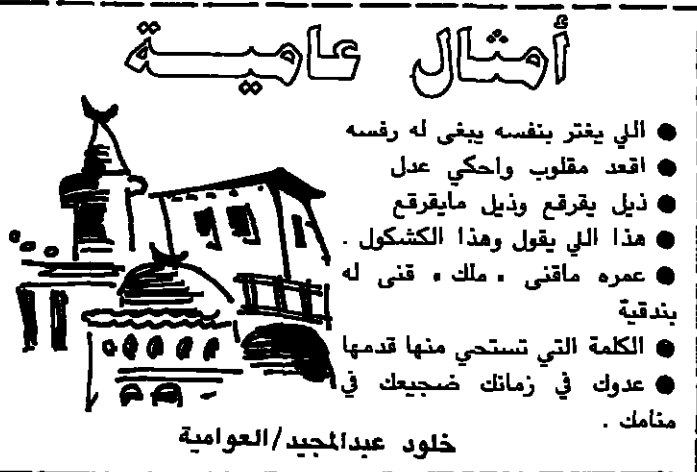 أمثال عامية
● اللي يغتر بنفسه يبغى له رفسه
● اقعد مقلوب واحكي عدل
● ذيل يقرقع وذيل مايقرقع
● هذا اللي يقول وهذا الكشكول .
● عمره ماقنى « ملك » قنى له
بندقية
● الكلمة التي تستحي منها قدمها
● عدوك في زمانك ضجيعك في
منامك .
خلود عبدالمجيد/العوامية